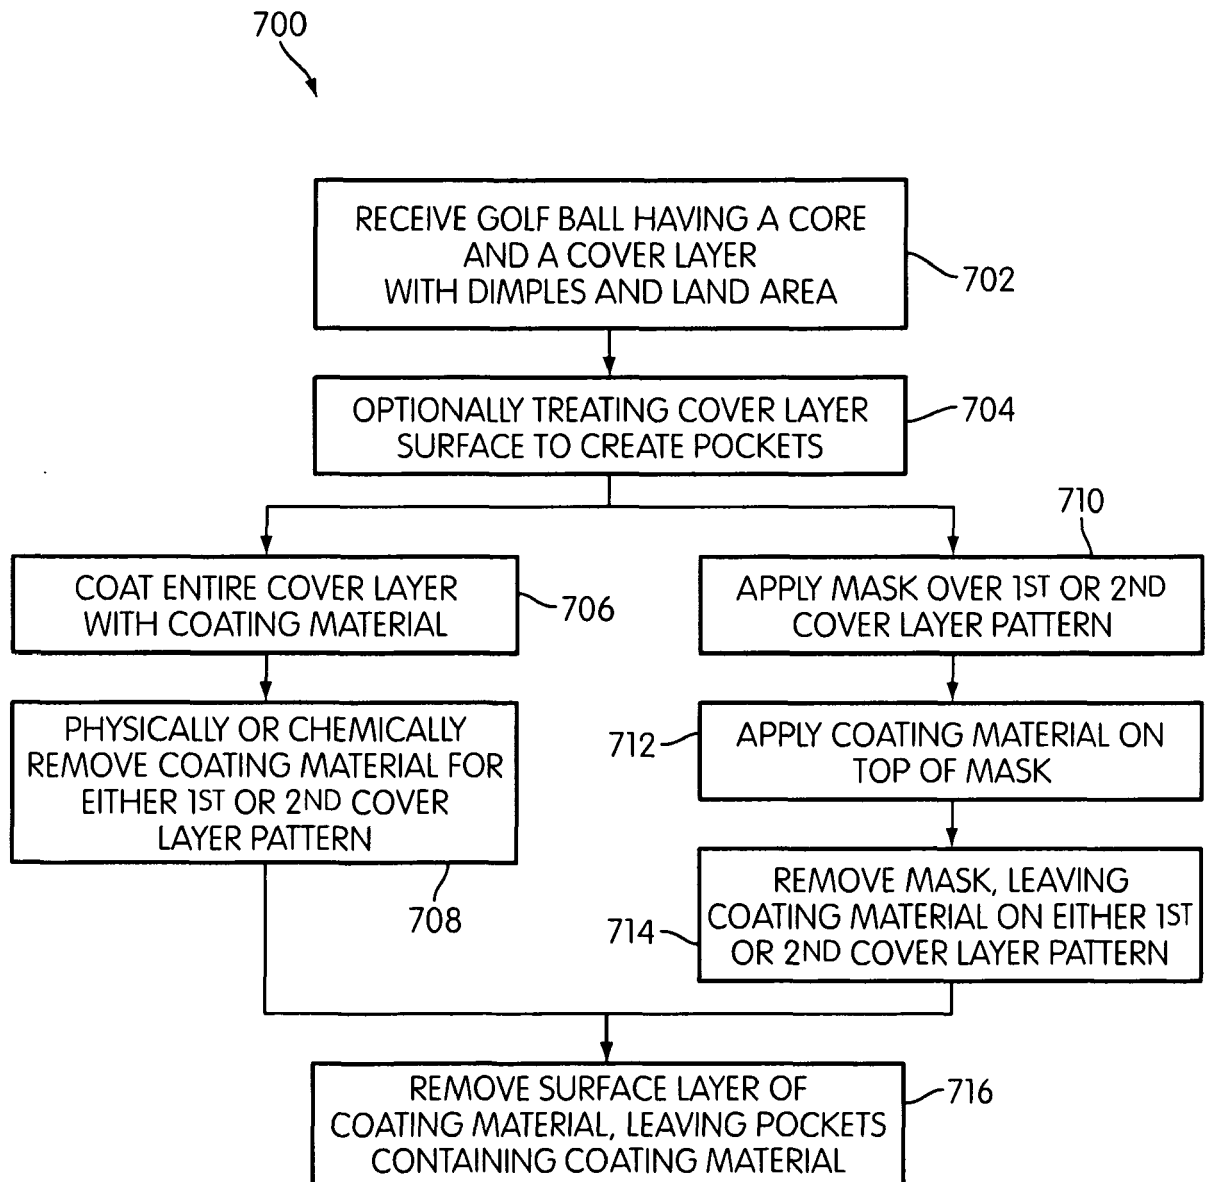 700
RECEIVE GOLF BALL HAVING A CORE
AND A COVER LAYER
WITH DIMPLES AND LAND AREA
702
OPTIONALLY TREATING COVER LAYER
SURFACE TO CREATE POCKETS
704
COAT ENTIRE COVER LAYER
WITH COATING MATERIAL
706
PHYSICALLY OR CHEMICALLY
REMOVE COATING MATERIAL FOR
EITHER 1ST OR 2ND COVER
LAYER PATTERN
708
710
APPLY MASK OVER 1ST OR 2ND
COVER LAYER PATTERN
712
APPLY COATING MATERIAL ON
TOP OF MASK
714
REMOVE MASK, LEAVING
COATING MATERIAL ON EITHER 1ST
OR 2ND COVER LAYER PATTERN
REMOVE SURFACE LAYER OF
COATING MATERIAL, LEAVING POCKETS
CONTAINING COATING MATERIAL
716